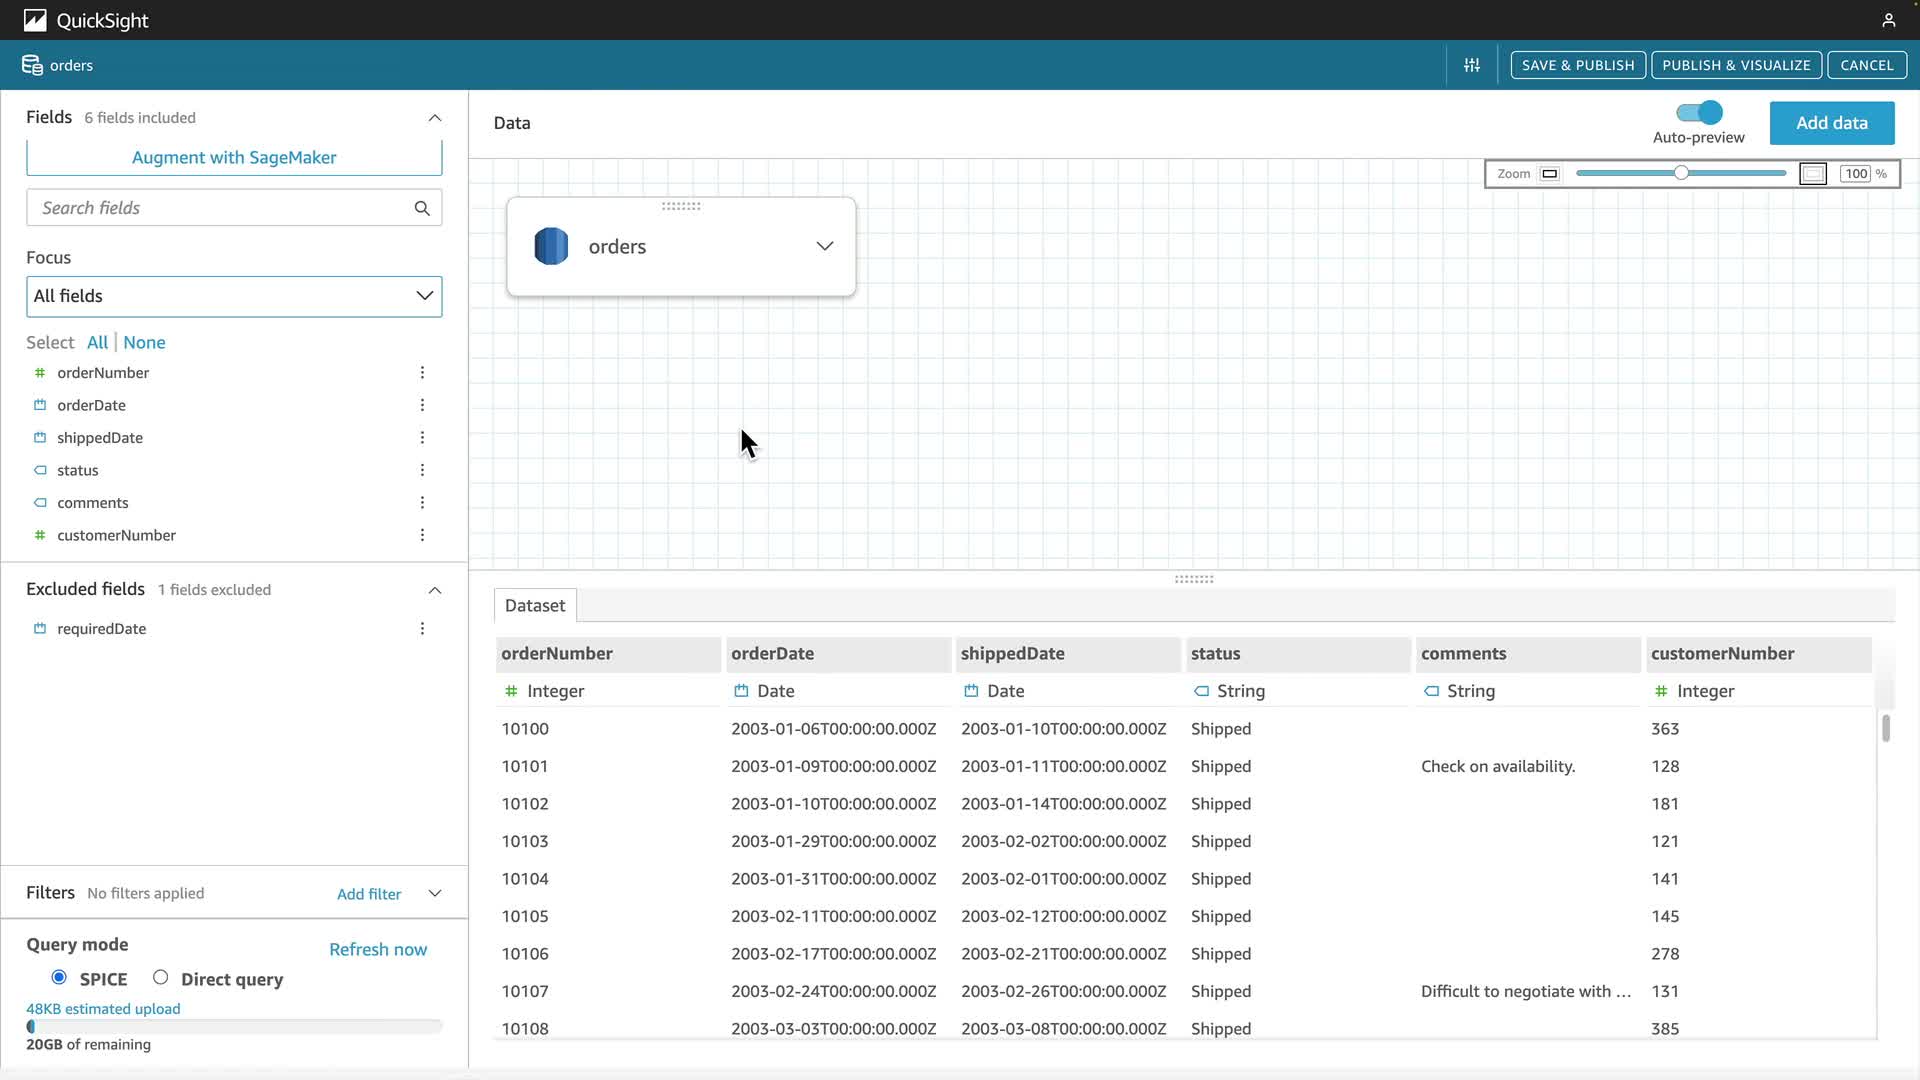 QuickSight
orders
SAVE & PUBLISH
PUBLISH & VISUALIZE
CANCEL
Fields 6 fields included
Augment with SageMaker
Search fields
Focus
All fields
Select All None
orderNumber
orderDate
shippedDate
status
comments
customerNumber
Excluded fields 1 fields excluded
requiredDate
Filters No filters applied Add filter
Query mode Refresh now
SPICE Direct query
48KB estimated upload
20GB of remaining
Data
Auto-preview
Add data
Zoom 100 %
orders
Dataset
orderNumber orderDate shippedDate status comments customerNumber
# Integer Date Date String String # Integer
10100 2003-01-06T00:00:00.000Z 2003-01-10T00:00:00.000Z Shipped 363
10101 2003-01-09T00:00:00.000Z 2003-01-11T00:00:00.000Z Shipped Check on availability. 128
10102 2003-01-10T00:00:00.000Z 2003-01-14T00:00:00.000Z Shipped 181
10103 2003-01-29T00:00:00.000Z 2003-02-02T00:00:00.000Z Shipped 121
10104 2003-01-31T00:00:00.000Z 2003-02-01T00:00:00.000Z Shipped 141
10105 2003-02-11T00:00:00.000Z 2003-02-12T00:00:00.000Z Shipped 145
10106 2003-02-17T00:00:00.000Z 2003-02-21T00:00:00.000Z Shipped 278
10107 2003-02-24T00:00:00.000Z 2003-02-26T00:00:00.000Z Shipped Difficult to negotiate with ... 131
10108 2003-03-03T00:00:00.000Z 2003-03-08T00:00:00.000Z Shipped 385